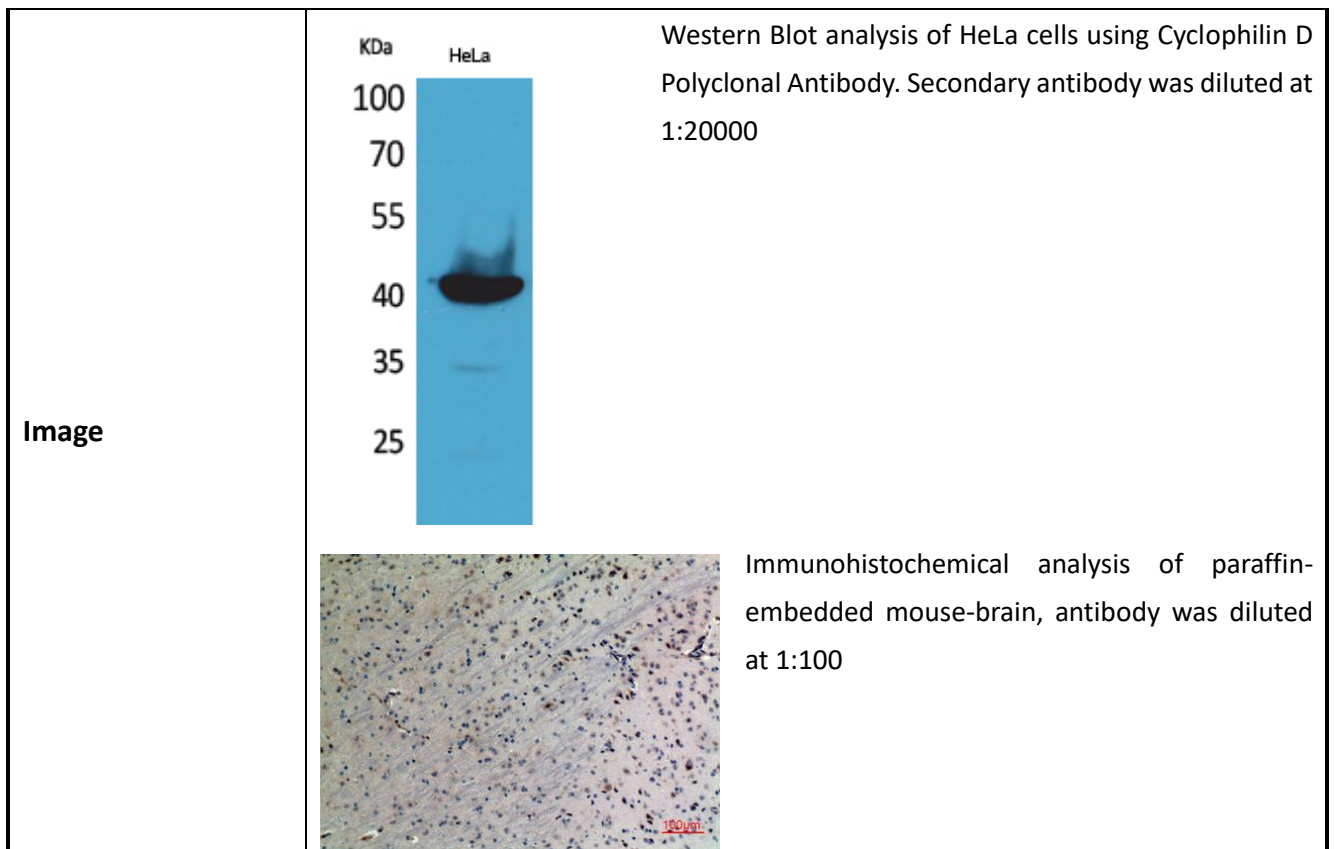 Image
KDa
HeLa
100
70
55
40
35
25
Western Blot analysis of HeLa cells using Cyclophilin D
Polyclonal Antibody. Secondary antibody was diluted at
1:20000
Immunohistochemical analysis of paraffin-
embedded mouse-brain, antibody was diluted
at 1:100
100μm